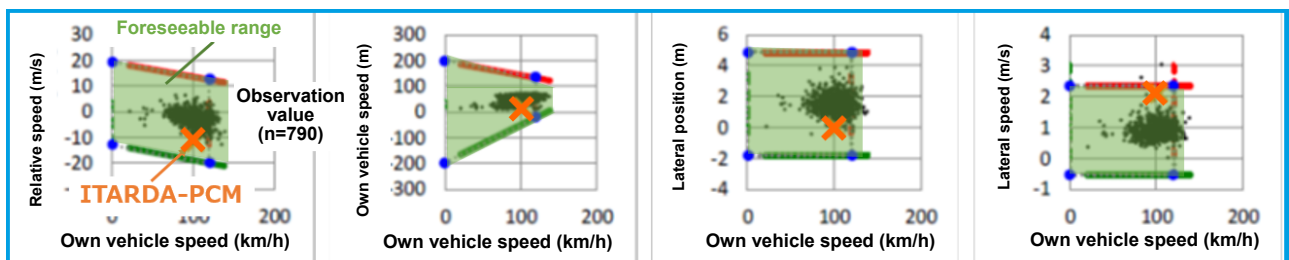 Relative speed (m/s)
30
20
10
0
-10
-20
-30
Foreseeable range
Observation
value
(n=790)
ITARDA-PCM
0
200
Own vehicle speed (km/h)
Own vehicle speed (m)
300
200
100
0
-100
-200
-300
0
100
200
Own vehicle speed (km/h)
Lateral position (m)
6
4
2
0
-2
-4
0
100
200
Own vehicle speed (km/h)
Lateral speed (m/s)
4
3
2
1
0
-1
0
100
200
Own vehicle speed (km/h)